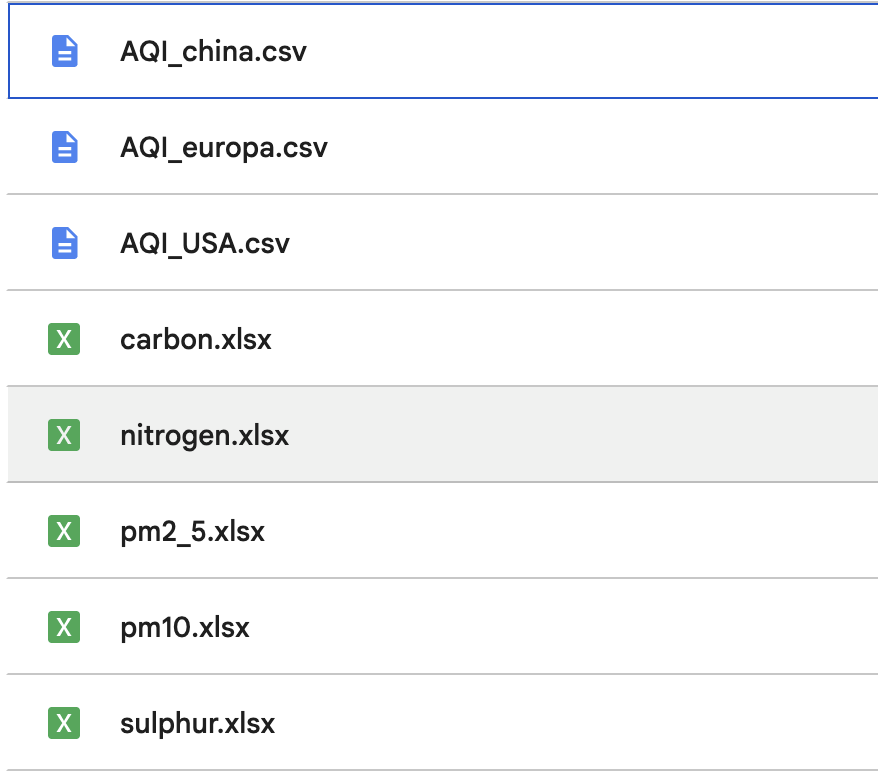 AQI_china.csv
AQI_europa.csv
AQI_USA.csv
X carbon.xlsx
X nitrogen.xlsx
X pm2_5.xlsx
X pm10.xlsx
X sulphur.xlsx